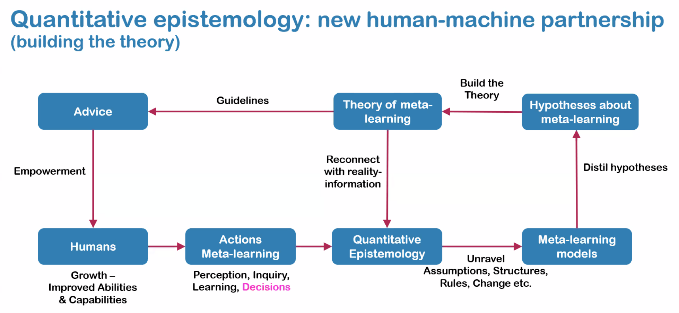 Quantitative epistemology: new human-machine partnership
(building the theory)
Advice
Guidelines
Theory of meta-
learning
Build the
Theory
Hypotheses about
meta-learning
Empowerment
Reconnect
with reality-
information
Distil hypotheses
Humans
Actions
Meta-learning
Quantitative
Epistemology
Meta-learning
models
Growth –
Improved Abilities
& Capabilities
Perception, Inquiry,
Learning, Decisions
Unravel
Assumptions, Structures,
Rules, Change etc.